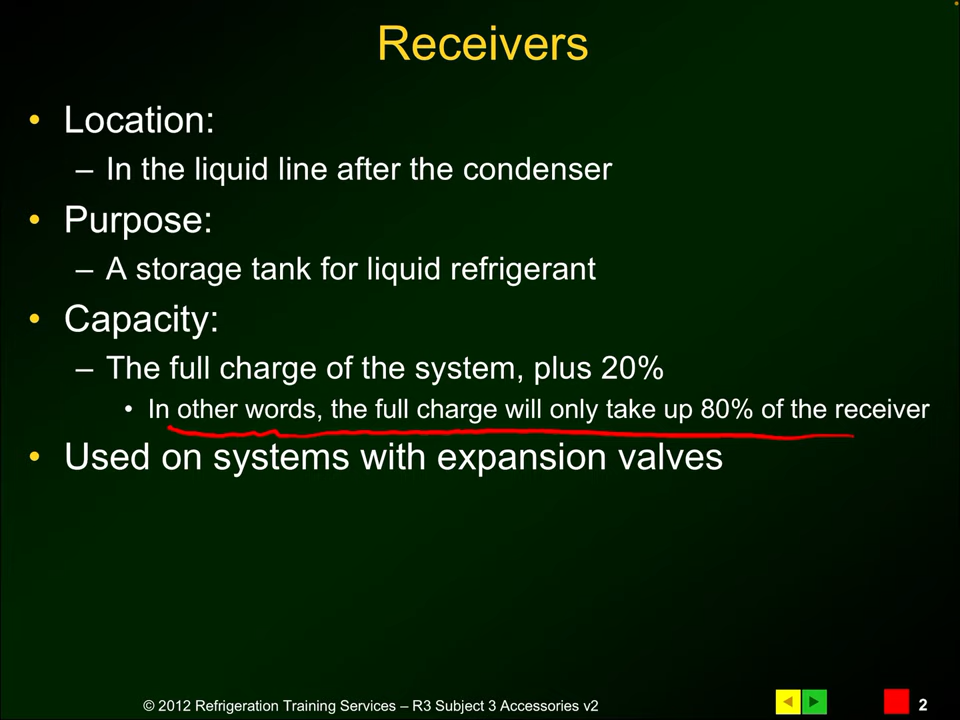 Receivers
• Location:
– In the liquid line after the condenser
• Purpose:
– A storage tank for liquid refrigerant
• Capacity:
– The full charge of the system, plus 20%
• In other words, the full charge will only take up 80% of the receiver
• Used on systems with expansion valves
© 2012 Refrigeration Training Services – R3 Subject 3 Accessories v2
2